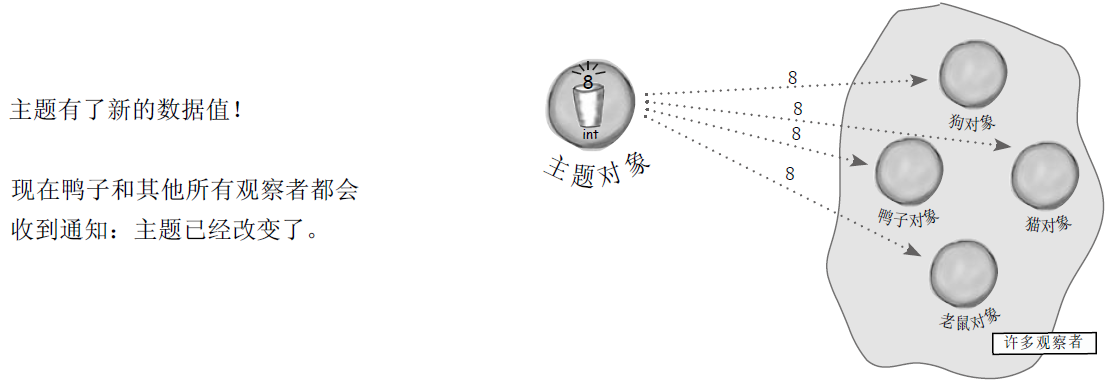 主题有了新的数据值！
现在鸭子和其他所有观察者都会
收到通知：主题已经改变了。
8
int
主题对象
8
8
8
8
狗对象
鸭子对象
猫对象
老鼠对象
许多观察者